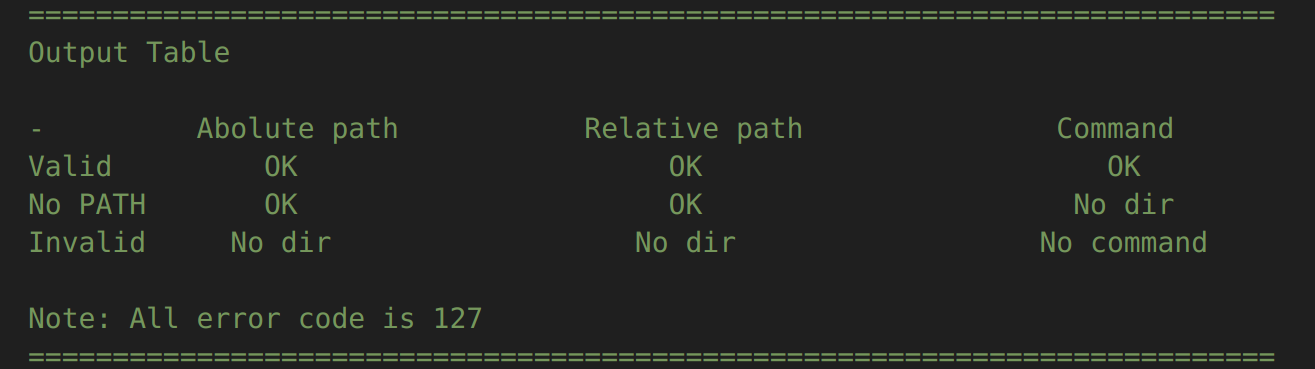 ==========================================================================
Output Table
-         Abolute path           Relative path               Command
Valid         OK                      OK                        OK
No PATH       OK                      OK                      No dir
Invalid     No dir                  No dir                  No command
Note: All error code is 127
==========================================================================